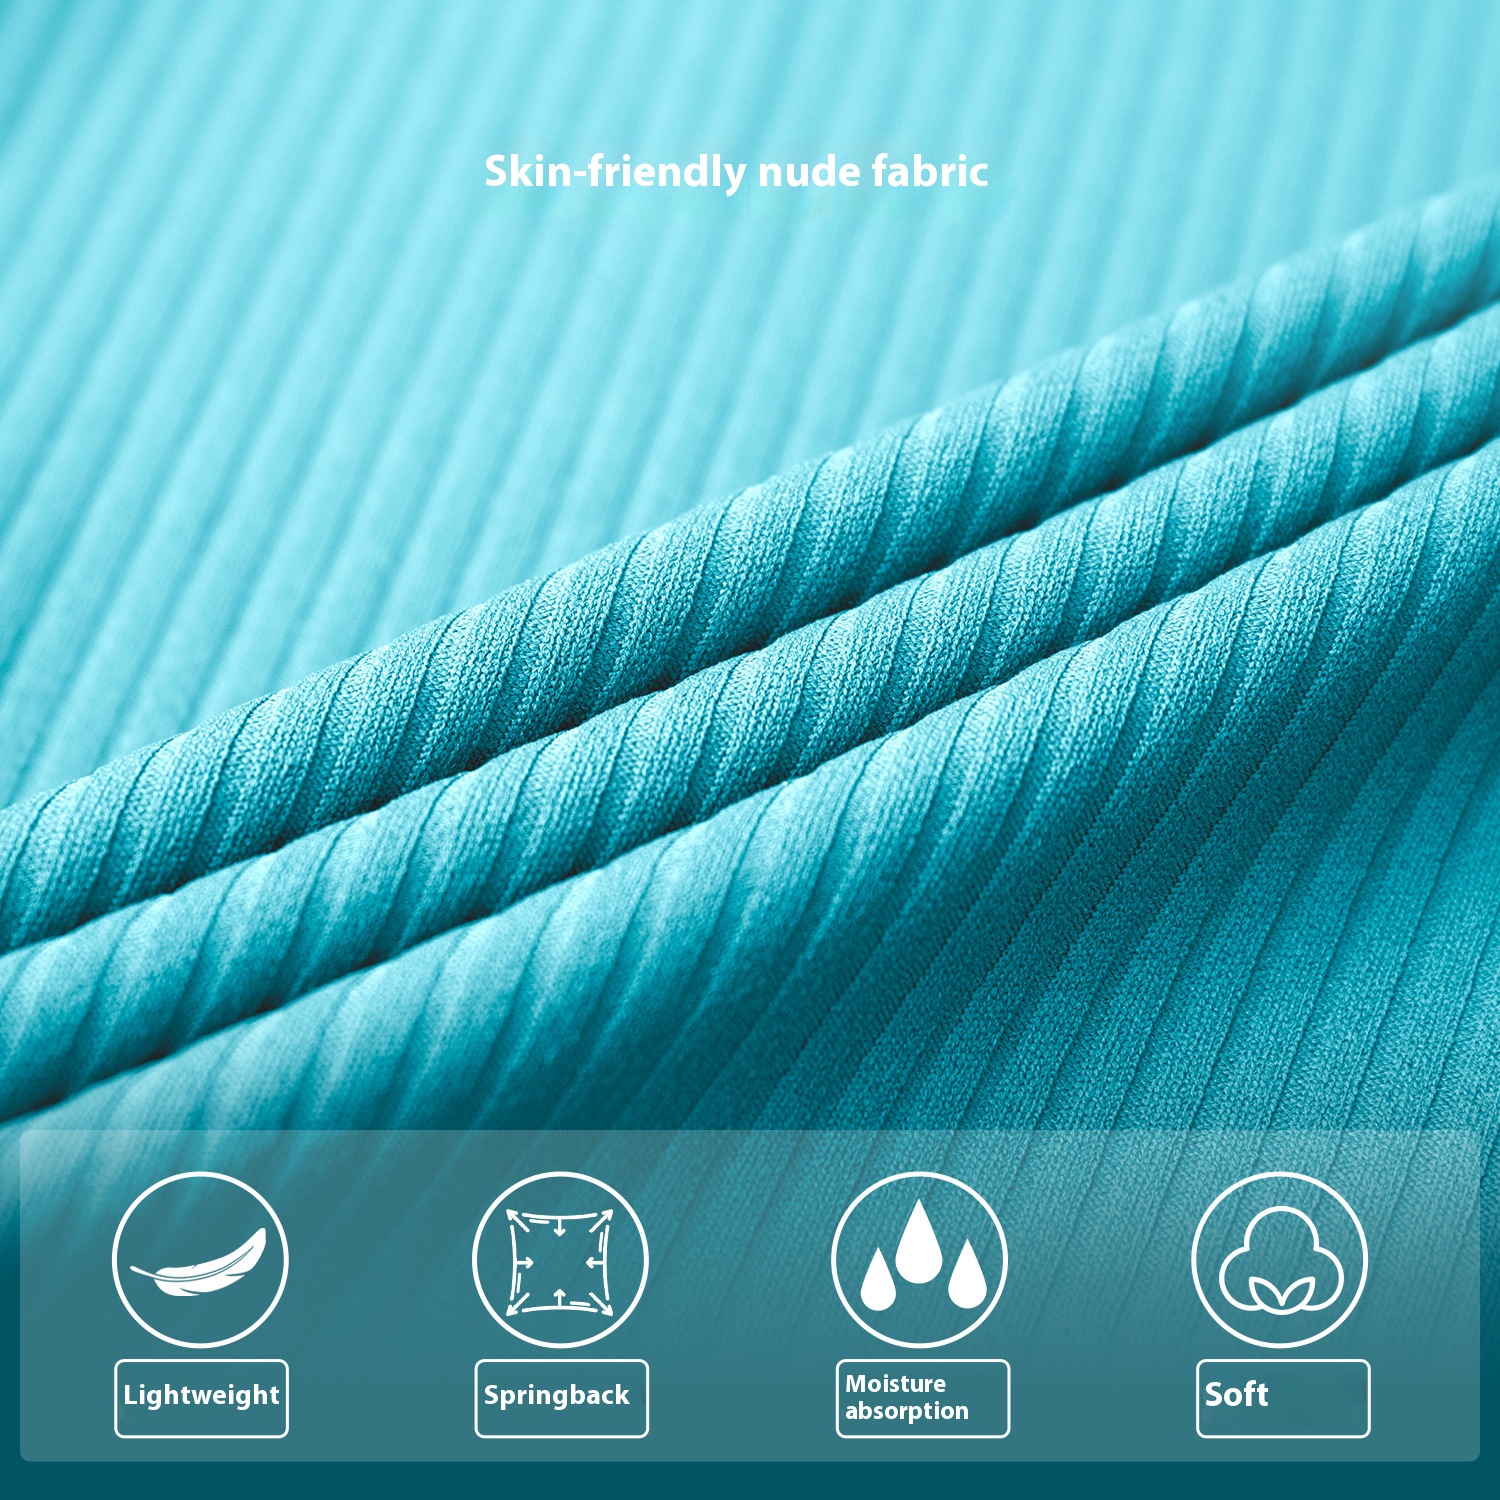 Skin-friendly nude fabric
Lightweight
Springback
Moisture
absorption
Soft